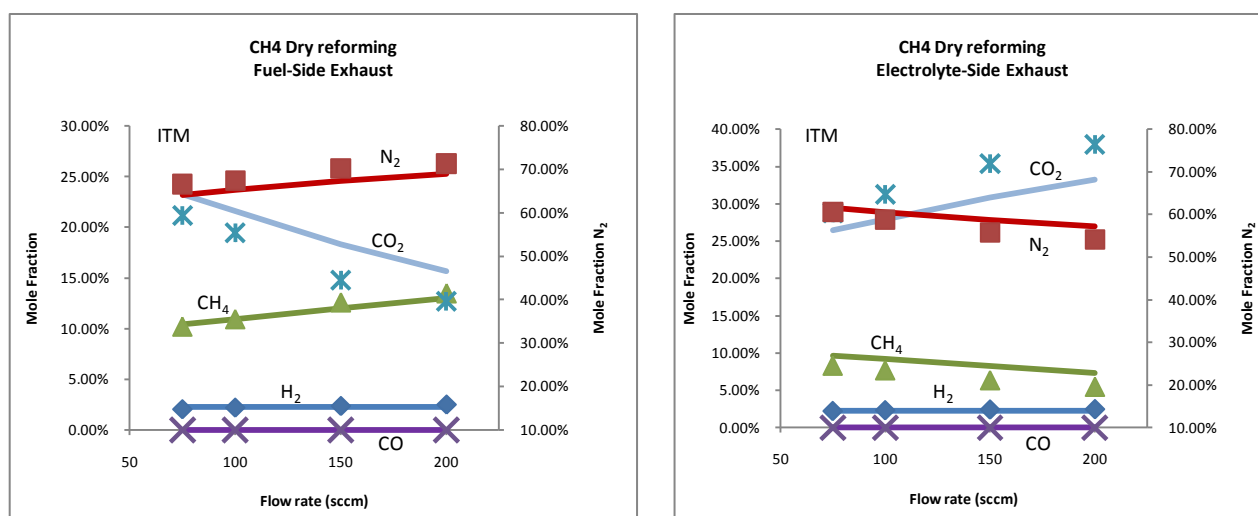 CH4 Dry reforming
Fuel-Side Exhaust
ITM
30.00%
25.00%
20.00%
15.00%
10.00%
5.00%
0.00%
Mole Fraction
80.00%
70.00%
60.00%
50.00%
40.00%
30.00%
20.00%
10.00%
Mole Fraction N₂
N₂
CO₂
CH₄
H₂
CO
50 100 150 200
Flow rate (sccm)
CH4 Dry reforming
Electrolyte-Side Exhaust
ITM
40.00%
35.00%
30.00%
25.00%
20.00%
15.00%
10.00%
5.00%
0.00%
Mole Fraction
80.00%
70.00%
60.00%
50.00%
40.00%
30.00%
20.00%
10.00%
Mole Fraction N₂
CO₂
N₂
CH₄
H₂
CO
50 100 150 200
Flow rate (sccm)